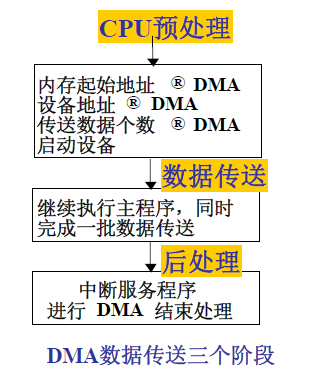 CPU预处理
内存起始地址 ® DMA
设备地址 ® DMA
传送数据个数 ® DMA
启动设备
数据传送
继续执行主程序，同时
完成一批数据传送
后处理
中断服务程序
进行 DMA 结束处理
DMA数据传送三个阶段